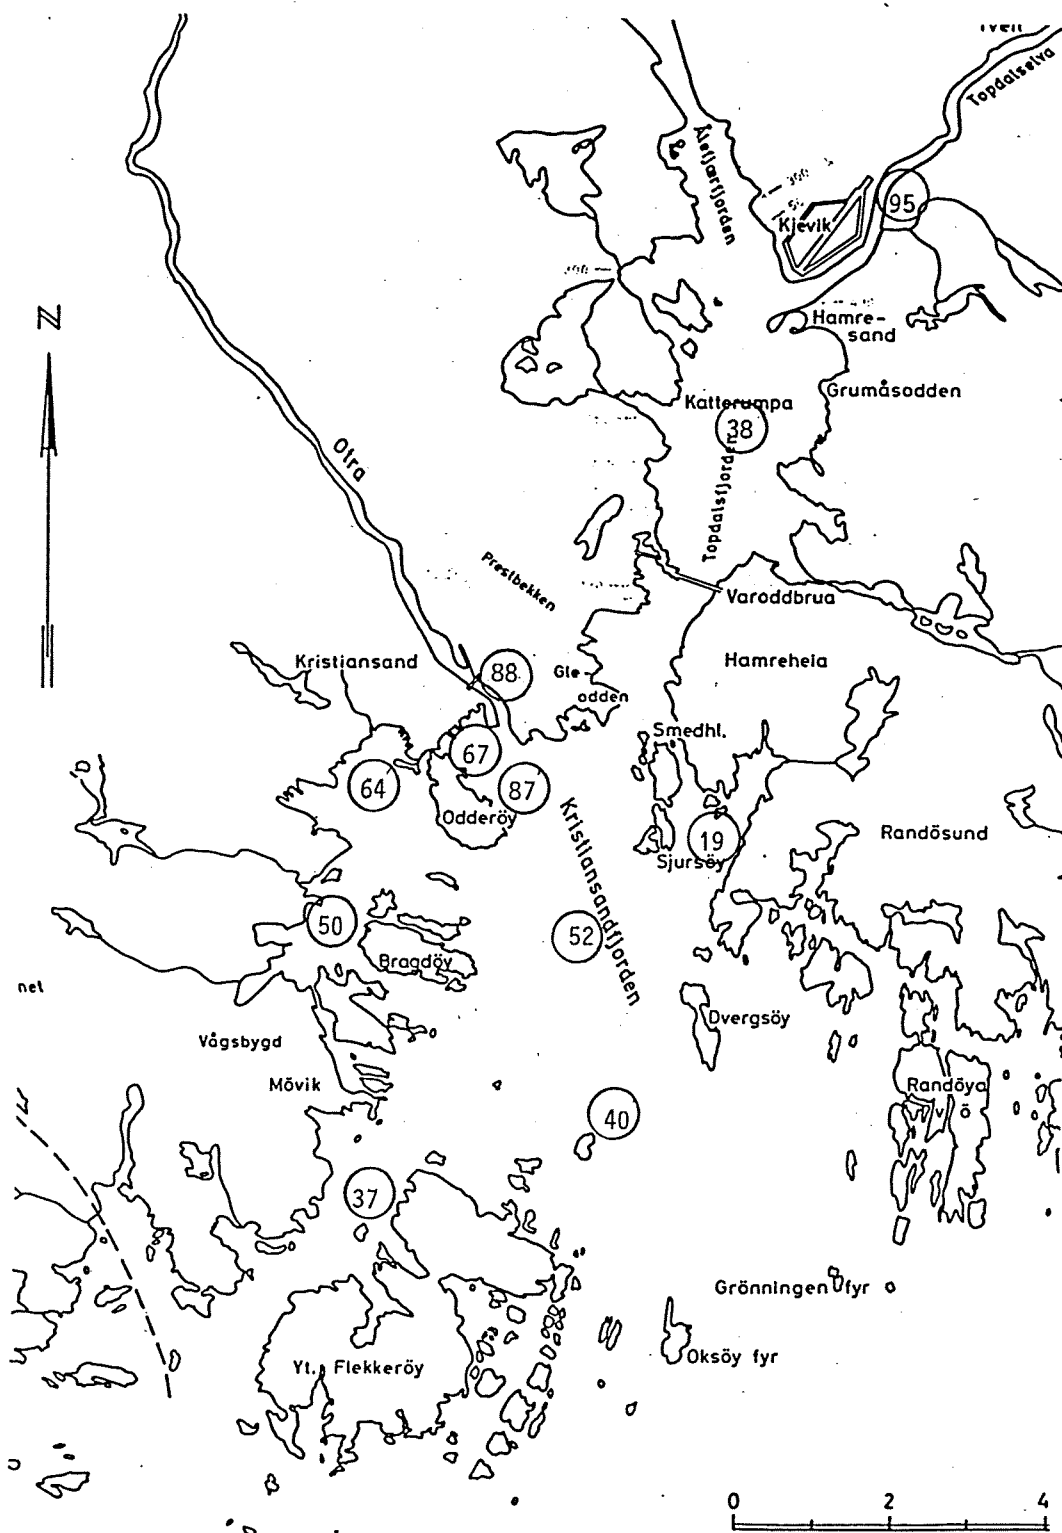 Topdalselva
Ålefjærfjorden
95
Kjevik
N
Hamre-
sand
Grumåsodden
Katterumpa
38
Topdalsfjorden
Otra
Prestbekken
Varoddbrua
Kristiansand
88
Gle-
odden
Hamreheia
Smedhl.
67
64
87
Odderöy
Kristiansandfjorden
19
Sjursöy
Randösund
50
52
Bragdöy
net
Dvergsöy
Vågsbygd
Mövik
Randöya
v ö
40
37
Grönningen fyr
Oksöy fyr
Yt. Flekkeröy
0 2 4